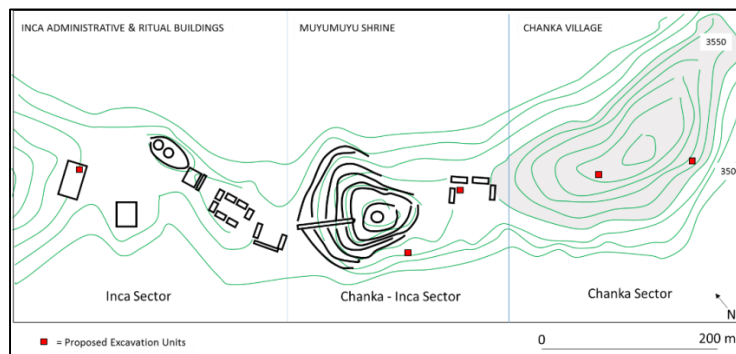 INCA ADMINISTRATIVE & RITUAL BUILDINGS
MUYUMUYU SHRINE
CHANKA VILLAGE
3550
350
Inca Sector
Chanka - Inca Sector
Chanka Sector
N
= Proposed Excavation Units
0
200 m